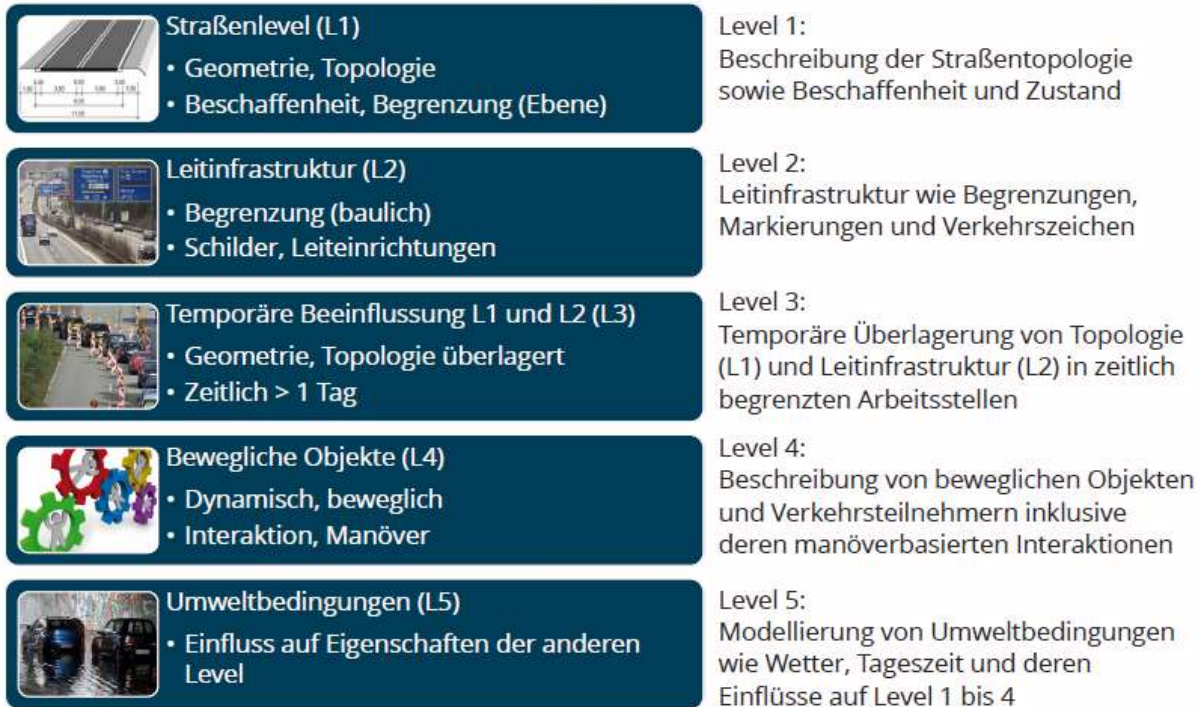 Straßenlevel (L1)
• Geometrie, Topologie
• Beschaffenheit, Begrenzung (Ebene)
Level 1:
Beschreibung der Straßentopologie
sowie Beschaffenheit und Zustand
Leitinfrastruktur (L2)
• Begrenzung (baulich)
• Schilder, Leiteinrichtungen
Level 2:
Leitinfrastruktur wie Begrenzungen,
Markierungen und Verkehrszeichen
Temporäre Beeinflussung L1 und L2 (L3)
• Geometrie, Topologie überlagert
• Zeitlich > 1 Tag
Level 3:
Temporäre Überlagerung von Topologie
(L1) und Leitinfrastruktur (L2) in zeitlich
begrenzten Arbeitsstellen
Bewegliche Objekte (L4)
• Dynamisch, beweglich
• Interaktion, Manöver
Level 4:
Beschreibung von beweglichen Objekten
und Verkehrsteilnehmern inklusive
deren manöverbasierten Interaktionen
Umweltbedingungen (L5)
• Einfluss auf Eigenschaften der anderen
Level
Level 5:
Modellierung von Umweltbedingungen
wie Wetter, Tageszeit und deren
Einflüsse auf Level 1 bis 4